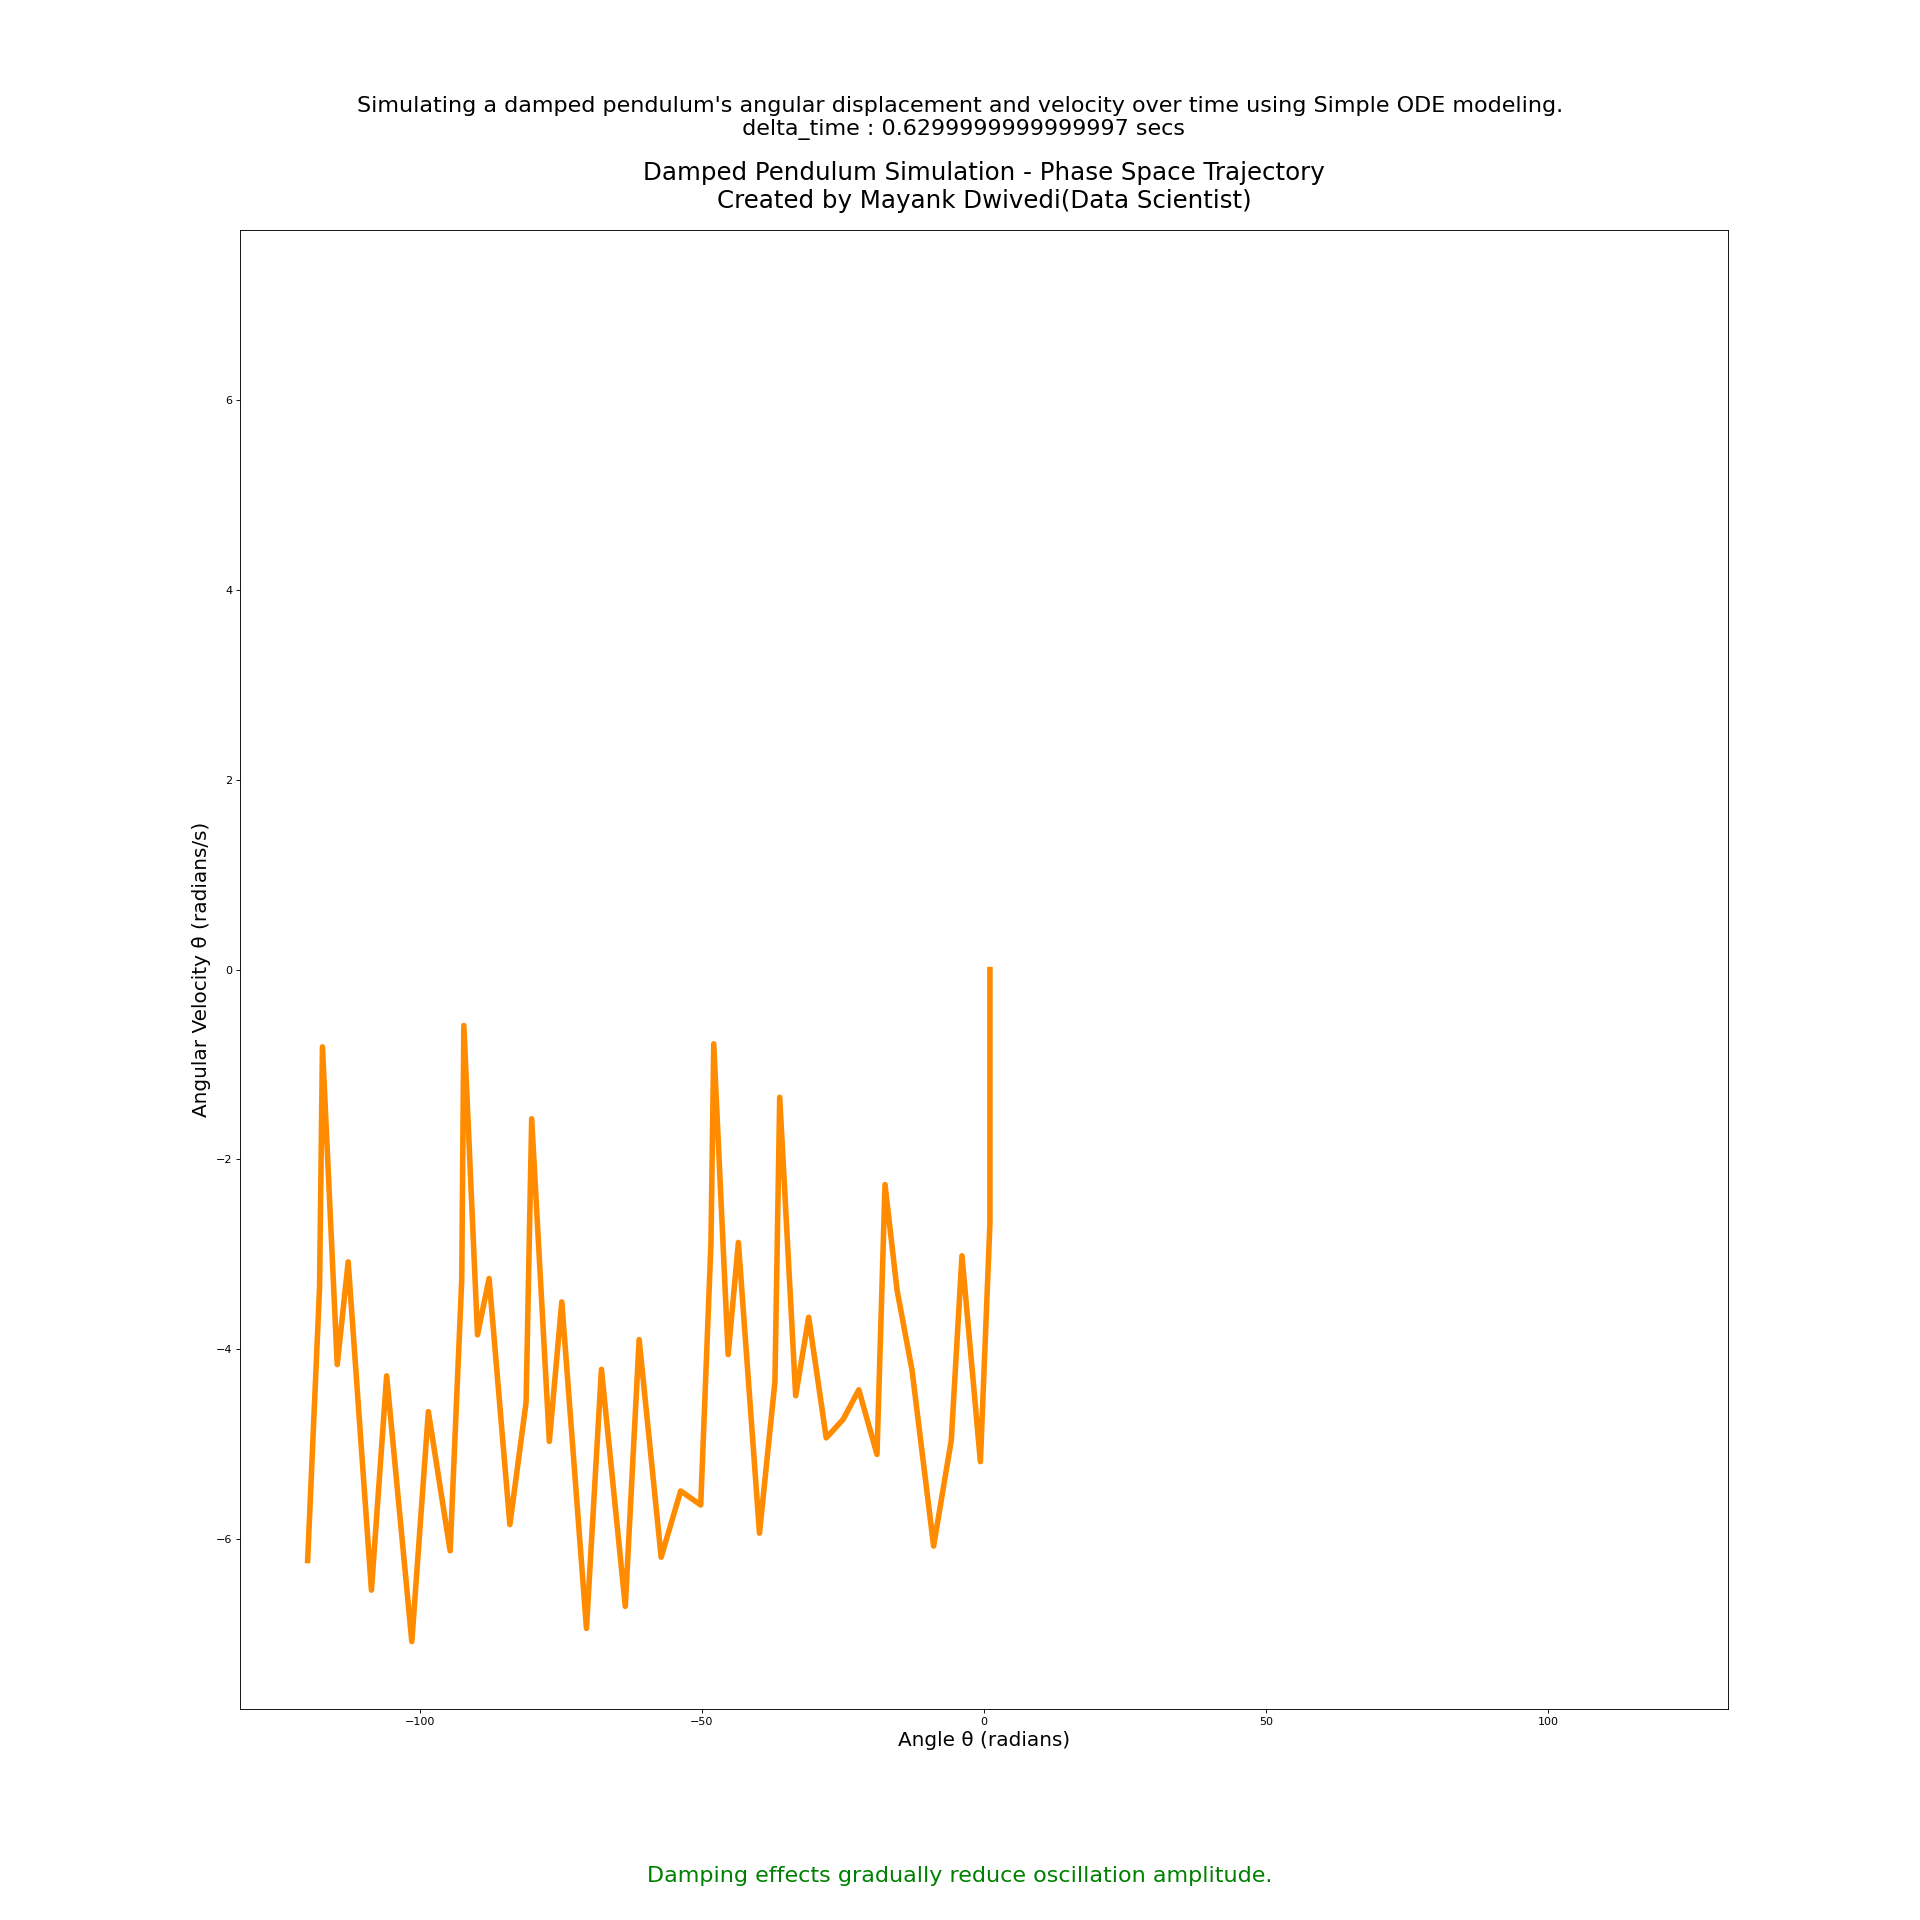 Simulating a damped pendulum's angular displacement and velocity over time using Simple ODE modeling.
delta_time : 0.6299999999999997 secs
Damped Pendulum Simulation - Phase Space Trajectory
Created by Mayank Dwivedi(Data Scientist)
6
4
2
0
−2
−4
−6
Angular Velocity θ̇ (radians/s)
−100
−50
0
50
100
Angle θ (radians)
Damping effects gradually reduce oscillation amplitude.